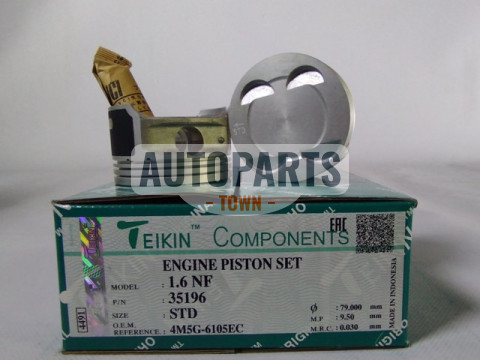 AUTOPARTS
- TOWN -
TEIKIN™ COMPONENTS
EAC
ENGINE PISTON SET
MODEL : 1.6 NF
P/N : 35196
SIZE : STD
O.E.M. REFERENCE : 4M5G-6105EC
ϕ : 79.000 mm
M.P : 9.50 mm
M.R.C : 0.030 mm
MADE IN INDONESIA
4491